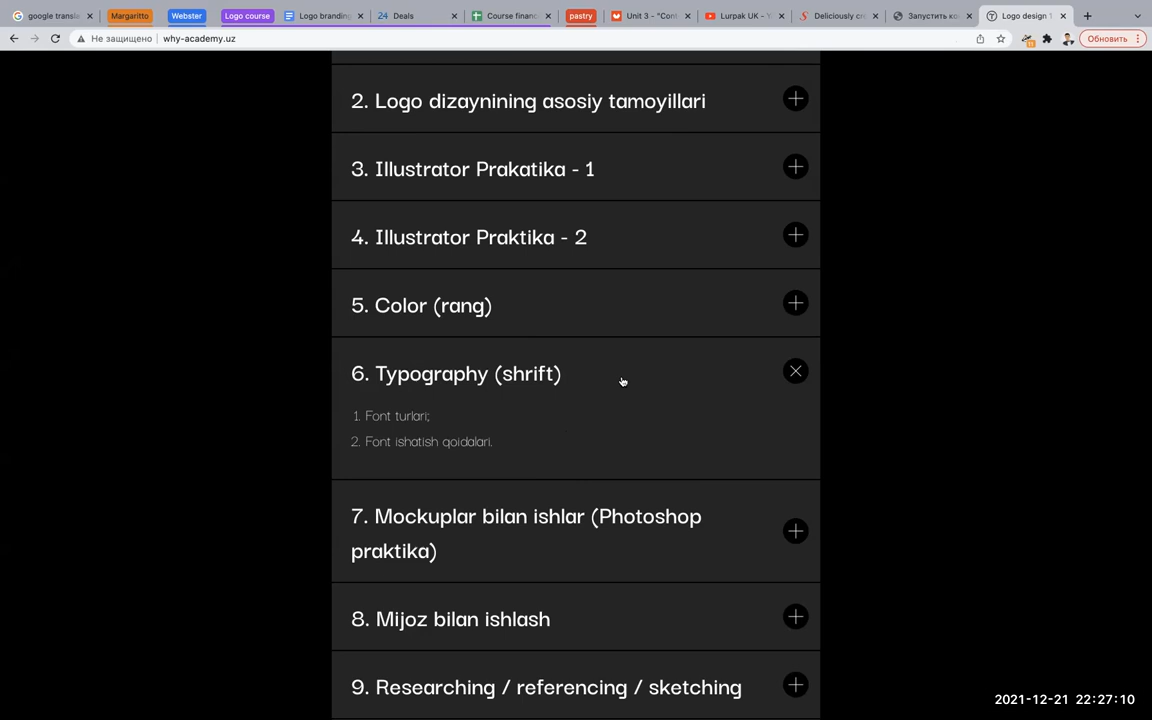 google transl
Margaritto
Webster
Logo course
Logo branding
24 Deals
Course financ
pastry
Unit 3 - "Con
Lurpak UK - Y
Deliciously cr
Запустить ко
Logo design
Не защищено | why-academy.uz
Обновить
2. Logo dizaynining asosiy tamoyillari
3. Illustrator Prakatika - 1
4. Illustrator Praktika - 2
5. Color (rang)
6. Typography (shrift)
1. Font turlari;
2. Font ishatish qoidalari.
7. Mockuplar bilan ishlar (Photoshop
praktika)
8. Mijoz bilan ishlash
9. Researching / referencing / sketching
2021-12-21 22:27:10